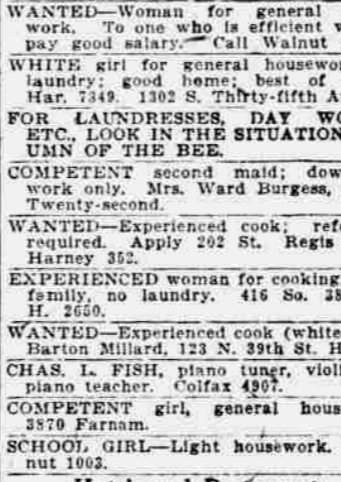 WANTED—Woman for general
work. To one who is efficient w
pay good salary. Call Walnut
WHITE girl for general housewor
laundry; good home; best of
Har. 7349. 1302 S. Thirty-fifth A
FOR LAUNDRESSES, DAY WO
ETC., LOOK IN THE SITUATION
UMN OF THE BEE.
COMPETENT second maid; dow
work only. Mrs. Ward Burgess,
Twenty-second.
WANTED—Experienced cook; refe
required. Apply 202 St. Regis
Harney 352.
EXPERIENCED woman for cooking
family, no laundry. 416 So. 38
H. 2650.
WANTED—Experienced cook (white
Barton Millard, 123 N. 39th St. H
CHAS. L. FISH, piano tuner, viol
piano teacher. Colfax 4907.
COMPETENT girl, general hous
3870 Farnam.
SCHOOL GIRL—Light housework.
nut 1003.